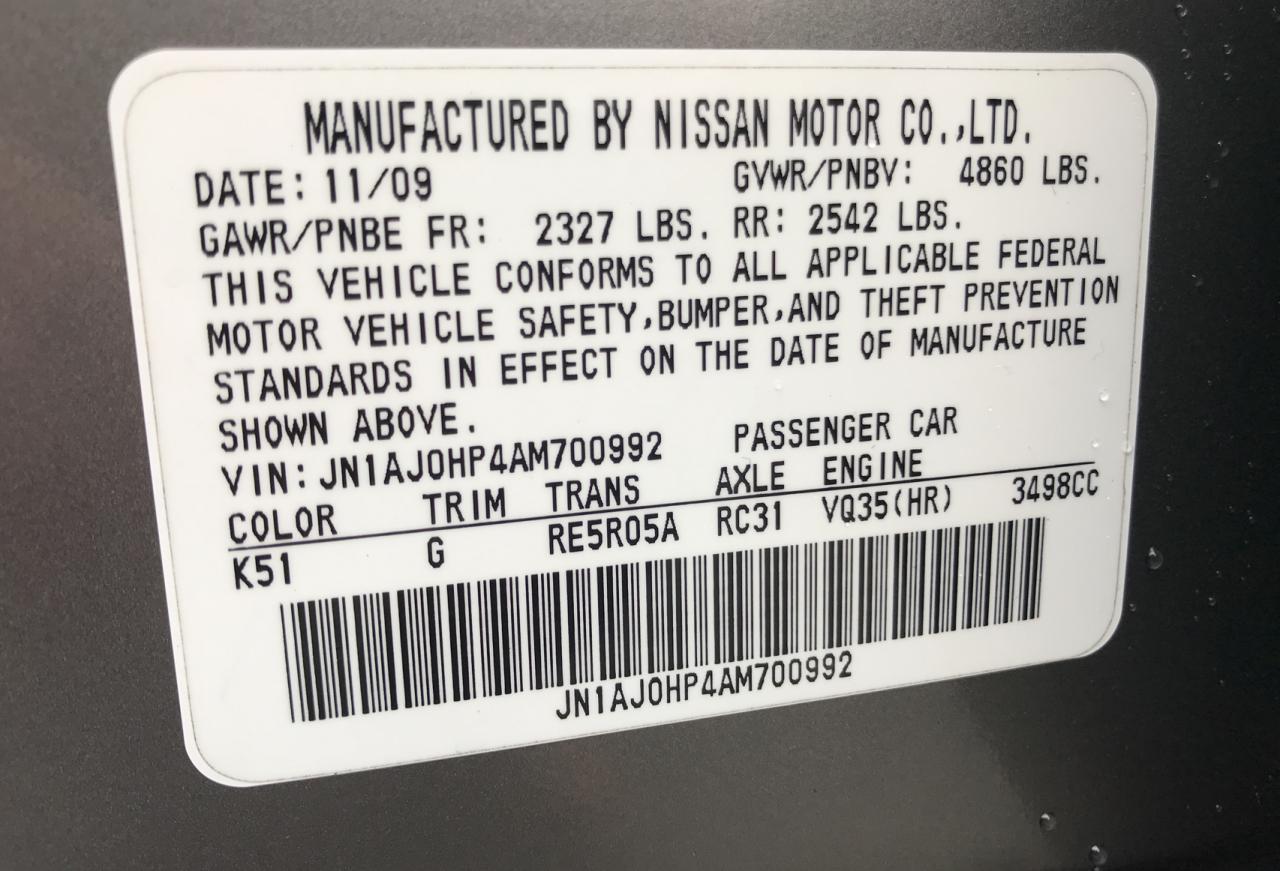 MANUFACTURED BY NISSAN MOTOR CO.,LTD.
DATE: 11/09 GVWR/PNBV: 4860 LBS.
GAWR/PNBE FR: 2327 LBS. RR: 2542 LBS.
THIS VEHICLE CONFORMS TO ALL APPLICABLE FEDERAL
MOTOR VEHICLE SAFETY,BUMPER,AND THEFT PREVENTION
STANDARDS IN EFFECT ON THE DATE OF MANUFACTURE
SHOWN ABOVE.
VIN: JN1AJ0HP4AM700992 PASSENGER CAR
COLOR TRIM TRANS AXLE ENGINE
K51 G RE5R05A RC31 VQ35(HR) 3498CC
JN1AJ0HP4AM700992